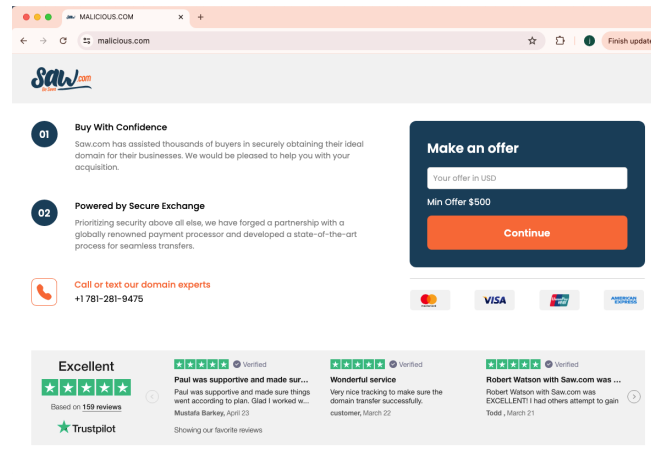 MALICIOUS.COM
malicious.com
Finish update
Saw.com
01
Buy With Confidence
Saw.com has assisted thousands of buyers in securely obtaining their ideal
domain for their businesses. We would be pleased to help you with your
acquisition.
02
Powered by Secure Exchange
Prioritizing security above all else, we have forged a partnership with a
globally renowned payment processor and developed a state-of-the-art
process for seamless transfers.
Call or text our domain experts
+1 781-281-9475
Make an offer
Your offer in USD
Min Offer $500
Continue
VISA
AMERICAN
EXPRESS
Excellent
Based on 159 reviews
Trustpilot
Verified
Paul was supportive and made sur...
Paul was supportive and made sure things
went according to plan. Glad I worked w...
Mustafa Barkey, April 23
Showing our favorite reviews
Verified
Wonderful service
Very nice tracking to make sure the
domain transfer successfully.
customer, March 22
Verified
Robert Watson with Saw.com was ...
Robert Watson with Saw.com was
EXCELLENT! I had others attempt to gain
Todd , March 21